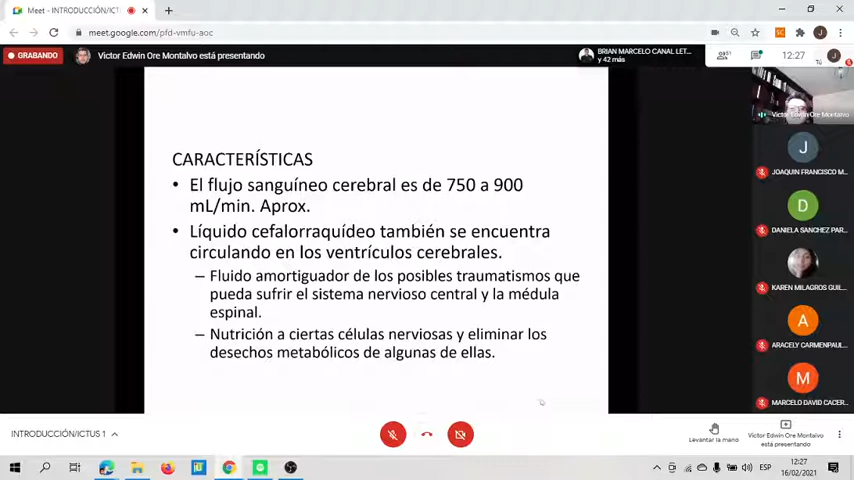 Meet - INTRODUCCIÓN/ICT
meet.google.com/pfd-vmfu-aoc
J
GRABANDO
Victor Edwin Ore Montalvo está presentando
BRIAN MARCELO CANAL LET...
y 42 más
12:27
Tú
J
CARACTERÍSTICAS
• El flujo sanguíneo cerebral es de 750 a 900
mL/min. Aprox.
• Líquido cefalorraquídeo también se encuentra
circulando en los ventrículos cerebrales.
– Fluido amortiguador de los posibles traumatismos que
pueda sufrir el sistema nervioso central y la médula
espinal.
– Nutrición a ciertas células nerviosas y eliminar los
desechos metabólicos de algunas de ellas.
Victor Edwin Ore Montalvo
J
JOAQUIN FRANCISCO M...
D
DANIELA SANCHEZ PAR...
KAREN MILAGROS GUIL...
A
ARACELY CARMENPAUL...
M
MARCELO DAVID CACER...
INTRODUCCIÓN/ICTUS 1
Levantar la mano
Victor Edwin Ore Montalvo
está presentando
ESP
12:27
16/02/2021